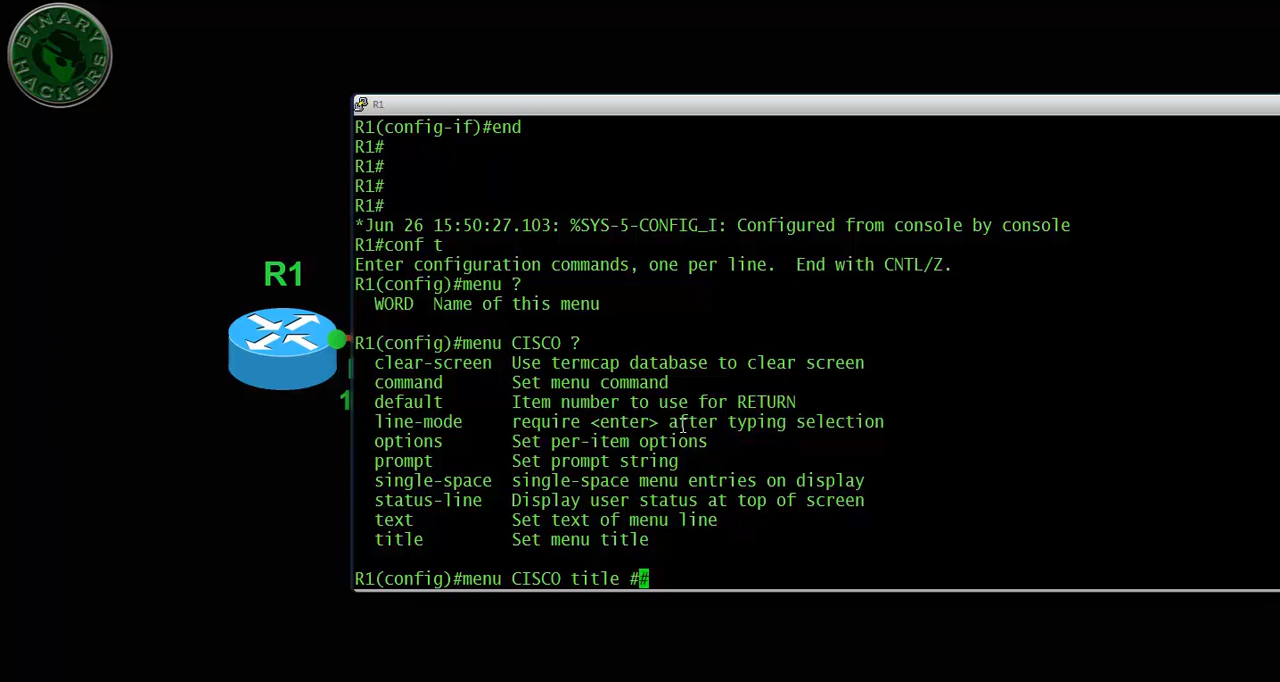 BINARY
HACKERS
R1
R1(config-if)#end
R1#
R1#
R1#
R1#
*Jun 26 15:50:27.103: %SYS-5-CONFIG_I: Configured from console by console
R1#conf t
Enter configuration commands, one per line.  End with CNTL/Z.
R1(config)#menu ?
  WORD  Name of this menu
R1(config)#menu CISCO ?
  clear-screen  Use termcap database to clear screen
  command       Set menu command
  default       Item number to use for RETURN
  line-mode     require <enter> after typing selection
  options       Set per-item options
  prompt        Set prompt string
  single-space  single-space menu entries on display
  status-line   Display user status at top of screen
  text          Set text of menu line
  title         Set menu title
R1(config)#menu CISCO title ##
R1
1